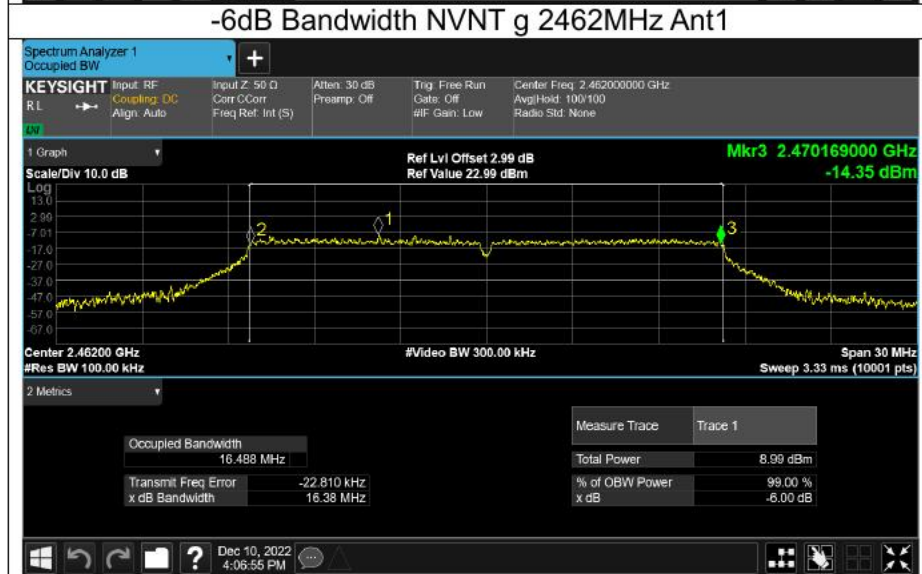 -6dB Bandwidth NVNT g 2462MHz Ant1
Spectrum Analyzer 1
Occupied BW
+
KEYSIGHT
R L
LXI
Input: RF
Coupling: DC
Align: Auto
Input Z: 50 Ω
Corr CCorr
Freq Ref: Int (S)
Atten: 30 dB
Preamp: Off
Trig: Free Run
Gate: Off
#IF Gain: Low
Center Freq: 2.462000000 GHz
Avg|Hold: 100/100
Radio Std: None
1 Graph
Scale/Div 10.0 dB
Ref Lvl Offset 2.99 dB
Ref Value 22.99 dBm
Mkr3 2.470169000 GHz
-14.35 dBm
Log
13.0
2.99
-7.01
-17.0
-27.0
-37.0
-47.0
-57.0
-67.0
2
1
3
Center 2.46200 GHz
#Res BW 100.00 kHz
#Video BW 300.00 kHz
Span 30 MHz
Sweep 3.33 ms (10001 pts)
2 Metrics
Measure Trace Trace 1
Occupied Bandwidth
16.488 MHz
Total Power 8.99 dBm
Transmit Freq Error -22.810 kHz
% of OBW Power 99.00 %
x dB Bandwidth 16.38 MHz
x dB -6.00 dB
?
Dec 10, 2022
4:06:55 PM